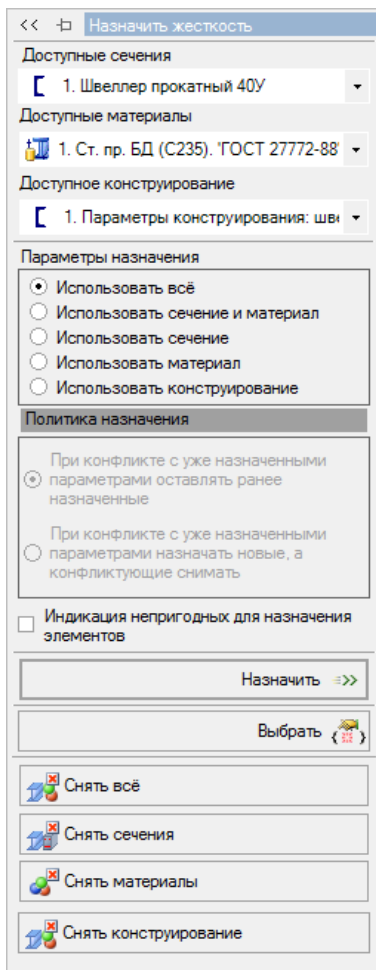 << Назначить жесткость
Доступные сечения
1. Швеллер прокатный 40У
Доступные материалы
1. Ст. пр. БД (С235). 'ГОСТ 27772-88'
Доступное конструирование
1. Параметры конструирования:
Параметры назначения
Использовать всё
Использовать сечение и материал
Использовать сечение
Использовать материал
Использовать конструирование
Политика назначения
При конфликте с уже назначенными
параметрами оставлять ранее
назначенные
При конфликте с уже назначенными
параметрами назначать новые, а
конфликтующие снимать
Индикация непригодных для назначения
элементов
Назначить
Выбрать
Снять всё
Снять сечения
Снять материалы
Снять конструирование